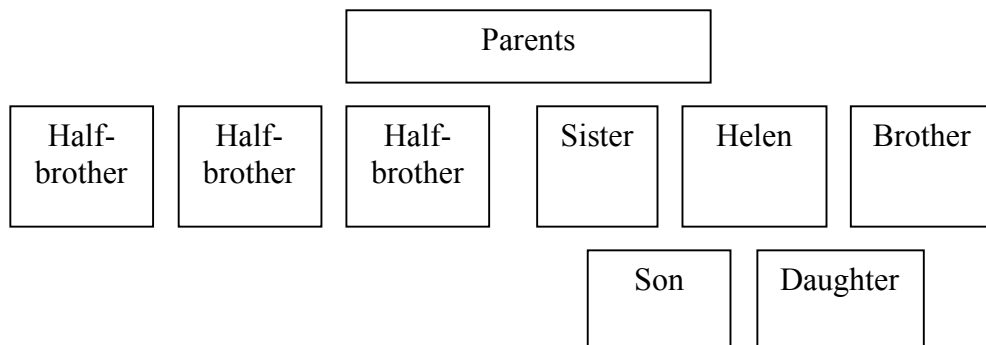 Parents
Half-
brother
Half-
brother
Half-
brother
Sister
Helen
Brother
Son
Daughter